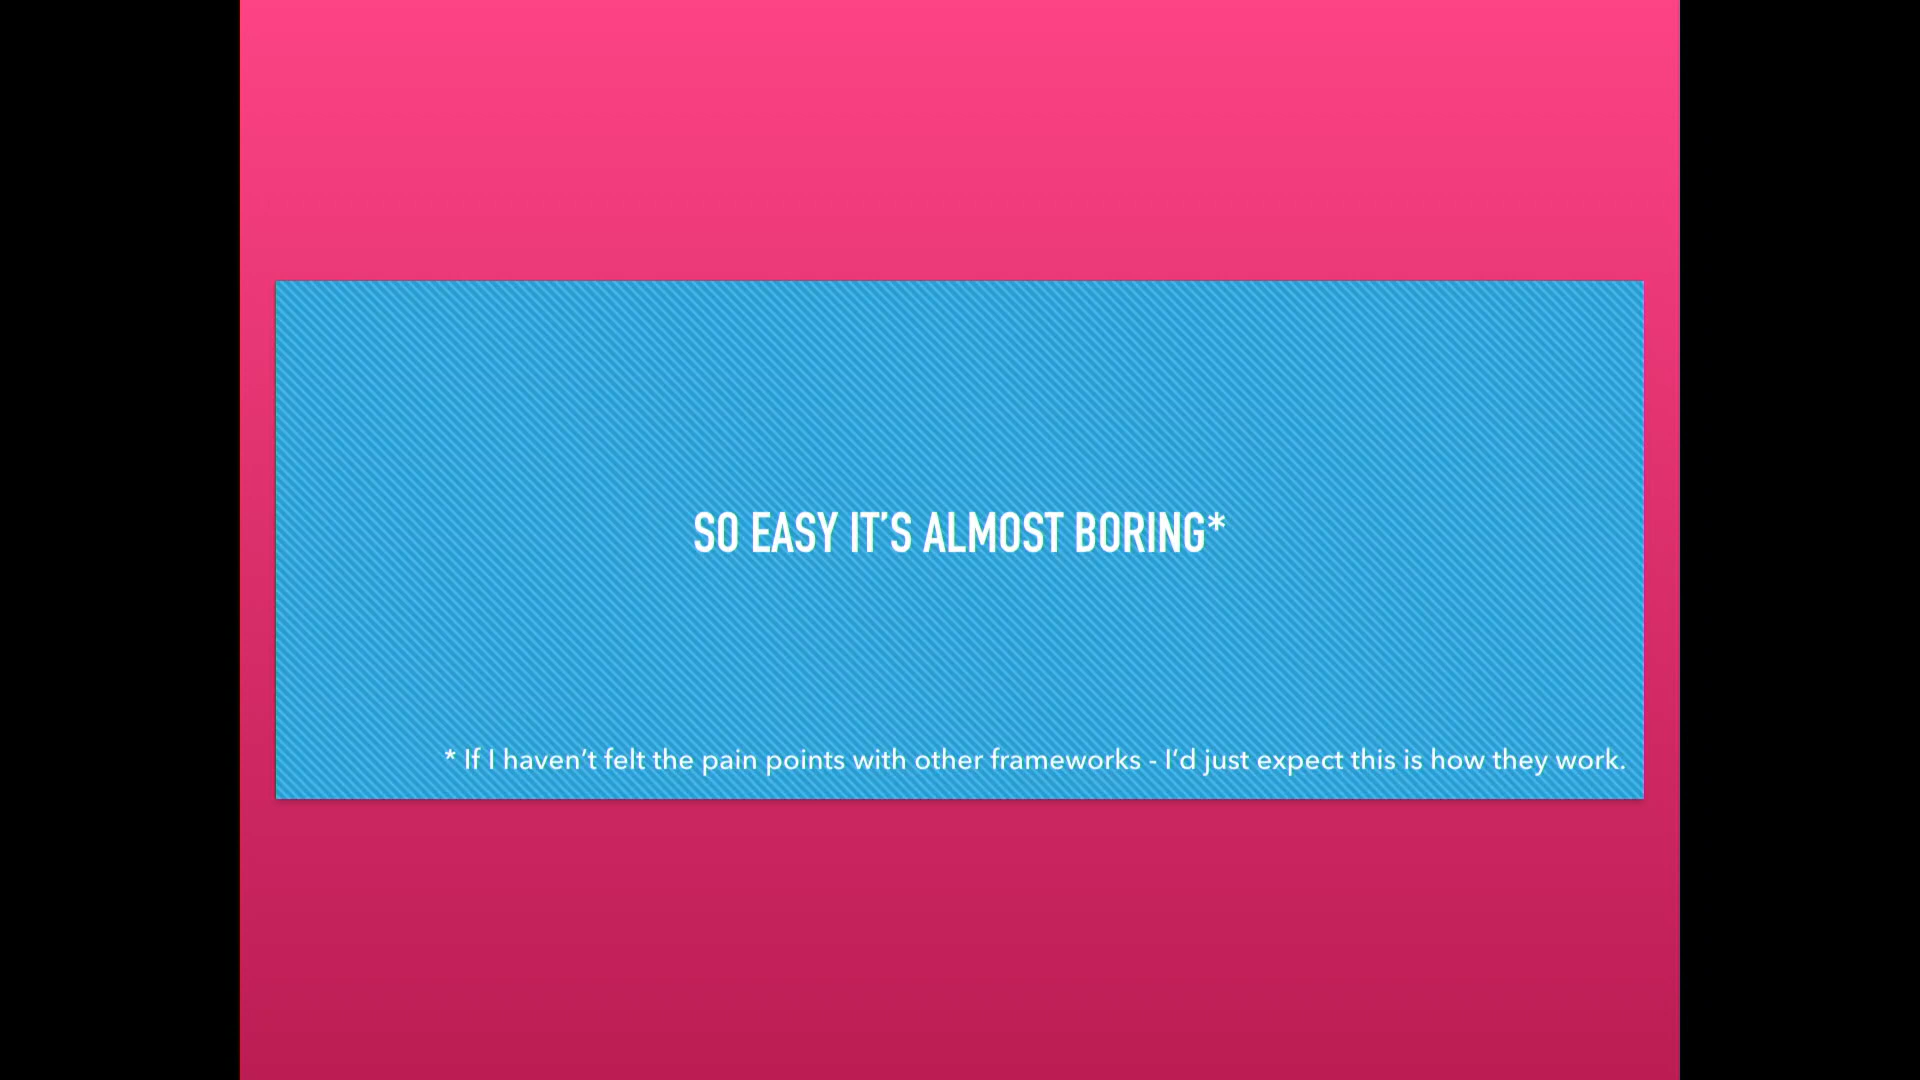 SO EASY IT’S ALMOST BORING*
* If I haven’t felt the pain points with other frameworks - I’d just expect this is how they work.